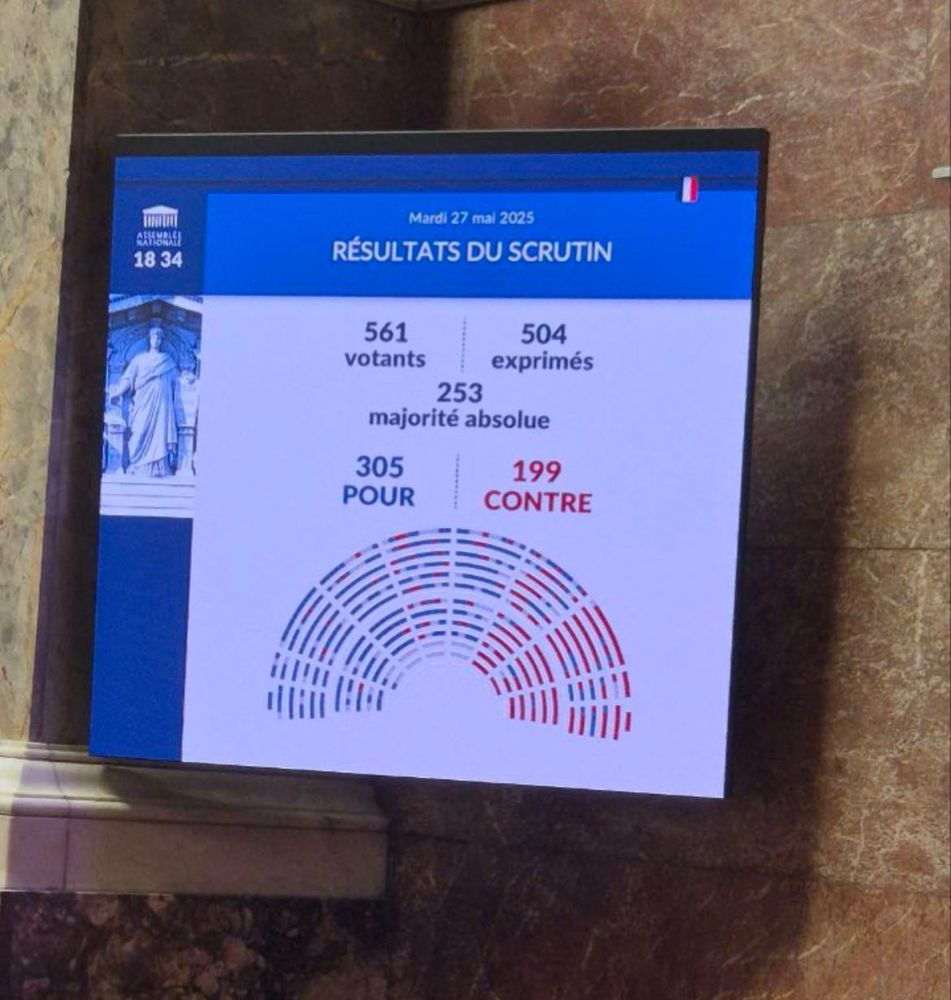 Mardi 27 mai 2025
RÉSULTATS DU SCRUTIN
ASSEMBLÉE
NATIONALE
18 34
561
votants
504
exprimés
253
majorité absolue
305
POUR
199
CONTRE